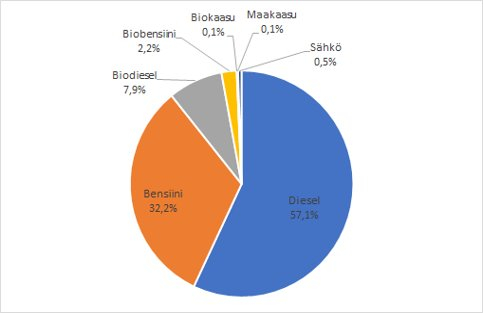 Biokaasu
0,1%
Maakaasu
0,1%
Biobensiini
2,2%
Sähkö
0,5%
Biodiesel
7,9%
Bensiini
32,2%
Diesel
57,1%